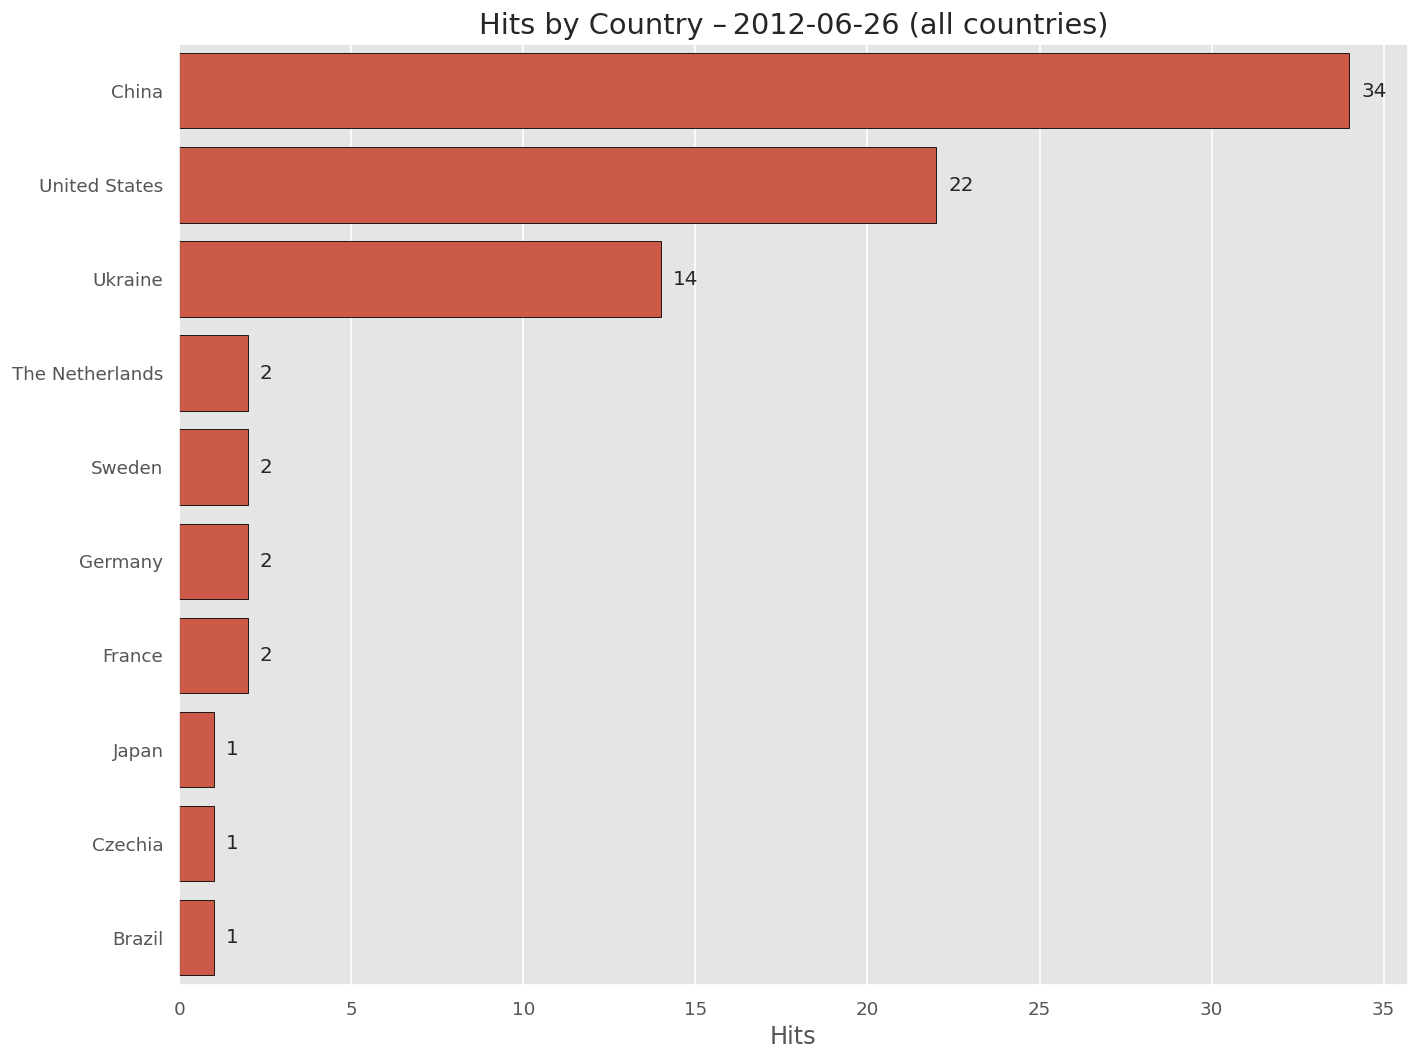 Hits by Country – 2012-06-26 (all countries)
China 34
United States 22
Ukraine 14
The Netherlands 2
Sweden 2
Germany 2
France 2
Japan 1
Czechia 1
Brazil 1
0 5 10 15 20 25 30 35
Hits